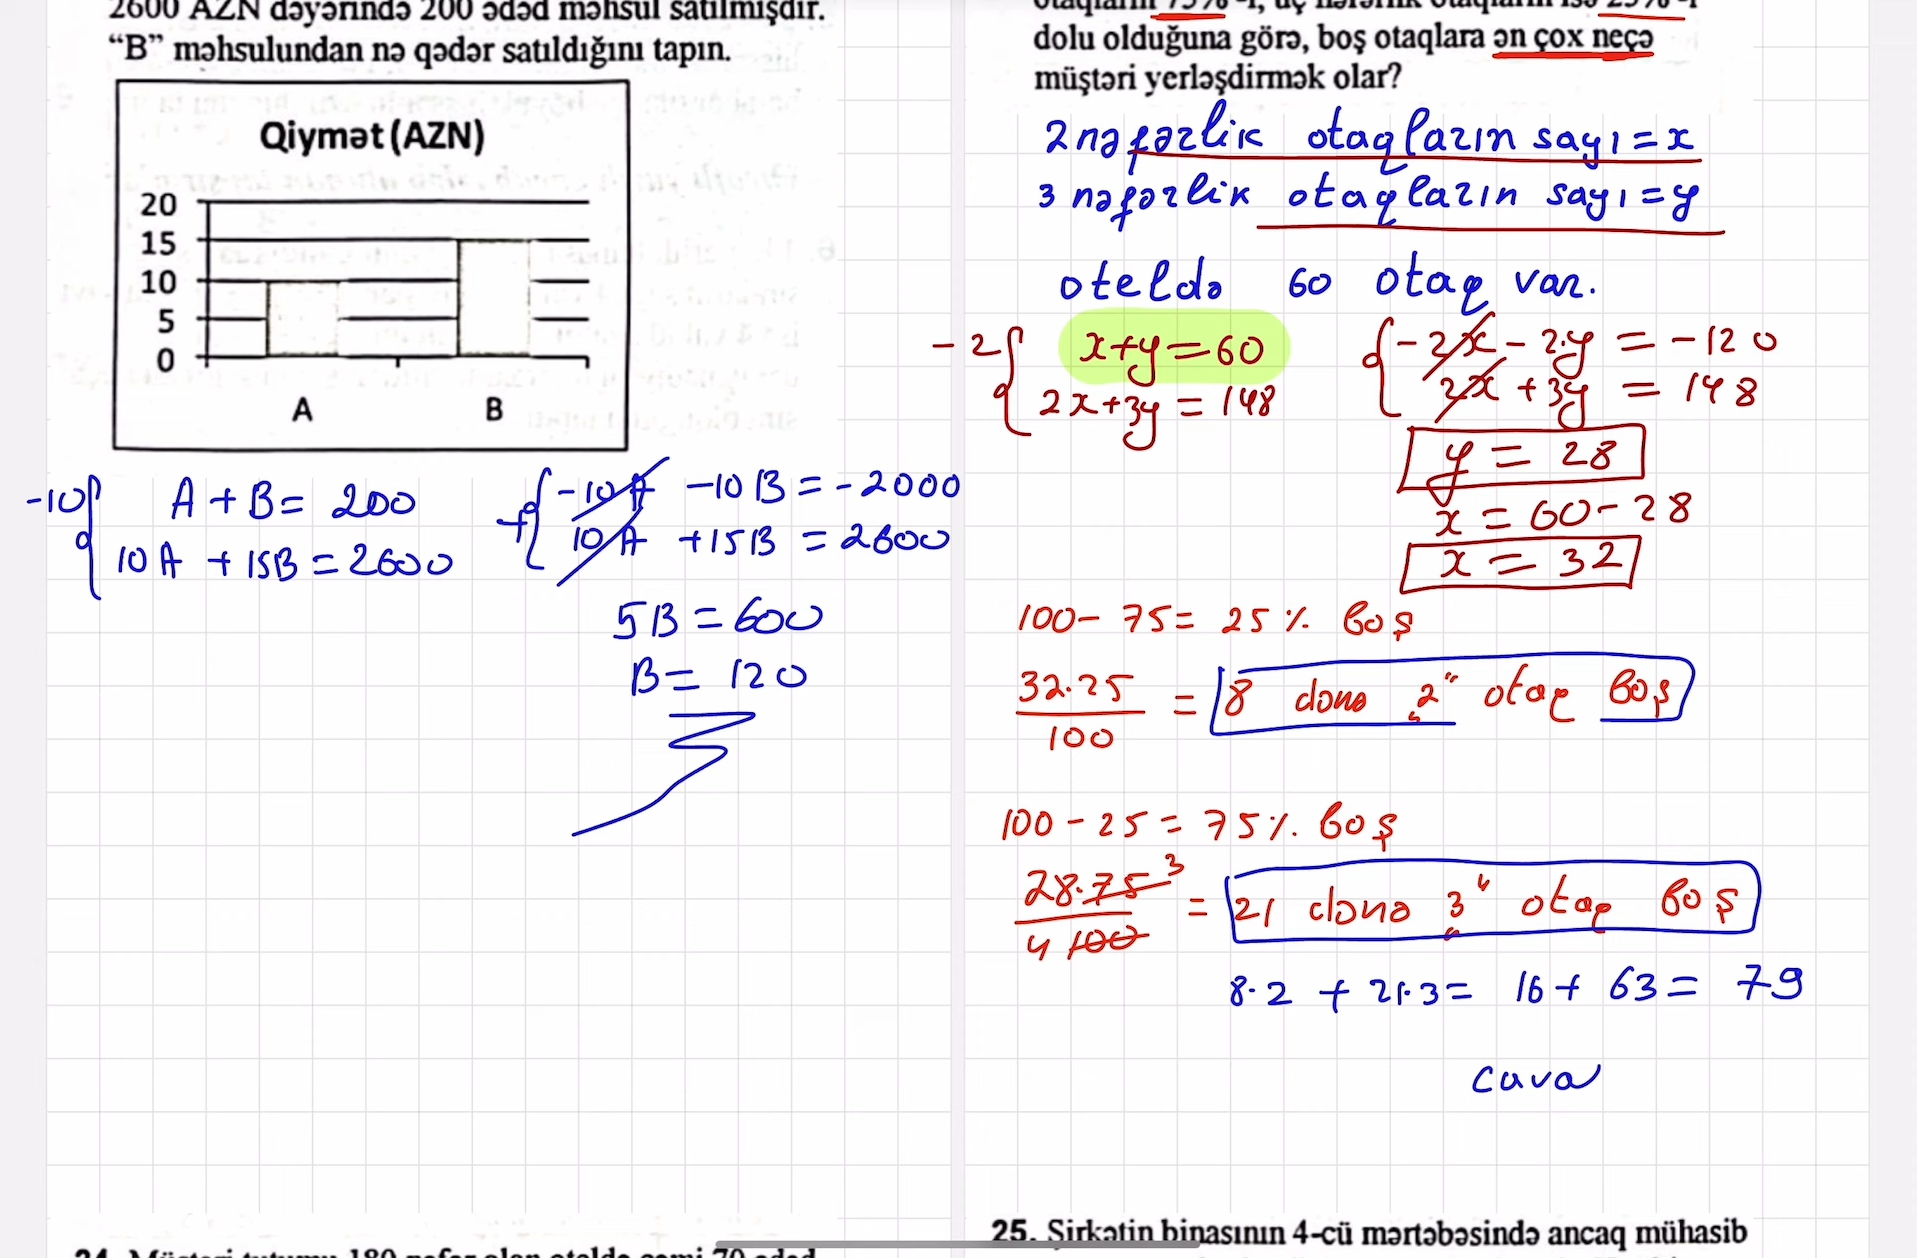 2600 AZN dəyərində 200 ədəd məhsul satılmışdır.
“B” məhsulundan nə qədər satıldığını tapın.
Qiymət (AZN)
20
15
10
5
0
A B
-10 A + B = 200
10A + 15B = 2600
+ -10A -10B = -2000
10A +15B = 2600
5B = 600
B = 120
dolu olduğuna görə, boş otaqlara ən çox neçə
müştəri yerləşdirmək olar?
2 nəfərlik otaqların sayı = x
3 nəfərlik otaqların sayı = y
oteldə 60 otaq var.
-2 x+y=60
2x+3y=148
-2x - 2y = -120
2x + 3y = 148
y = 28
x = 60-28
x = 32
100-75= 25% boş
32·25
100
= 8 dənə 2" otaq boş
100-25=75% boş
28·75 3
4 100
= 21 dənə 3" otaq boş
8·2 + 21·3= 16+ 63= 79
cava
25. Şirkətin binasının 4-cü mərtəbəsində ancaq mühasib